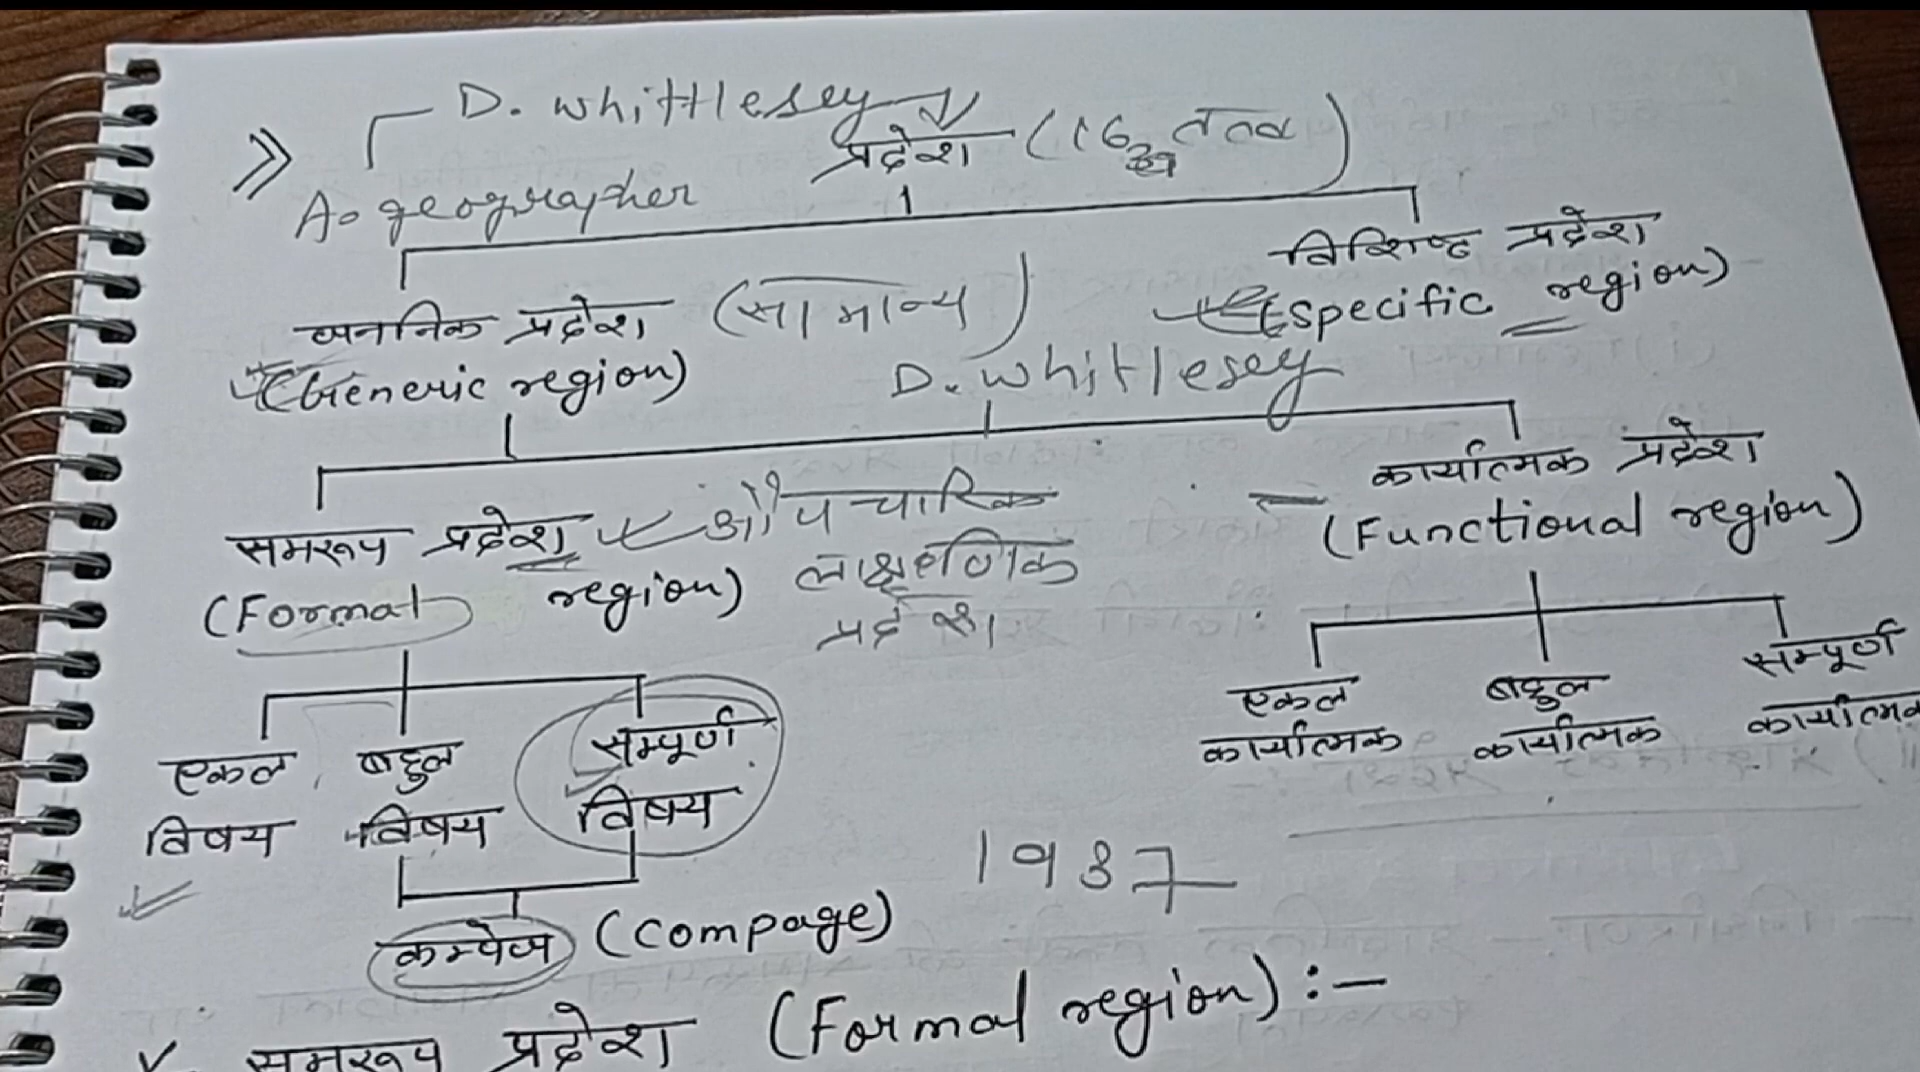 D. Whittlesey
प्रदेश (16 तत्व)
A. geographer
विशिष्ट प्रदेश
(specific region)
जननिक प्रदेश (सामान्य)
(Generic region)
D. Whittlesey
कार्यात्मक प्रदेश
(Functional region)
समरूप प्रदेश औपचारिक
(Formal region) लाक्षणिक
प्रदेश
एकल कार्यात्मक
बहुल कार्यात्मक
सम्पूर्ण कार्यात्मक
एकल विषय
बहुल विषय
सम्पूर्ण विषय
1937
कम्पेज (compage)
समरूप प्रदेश (Formal region) :-